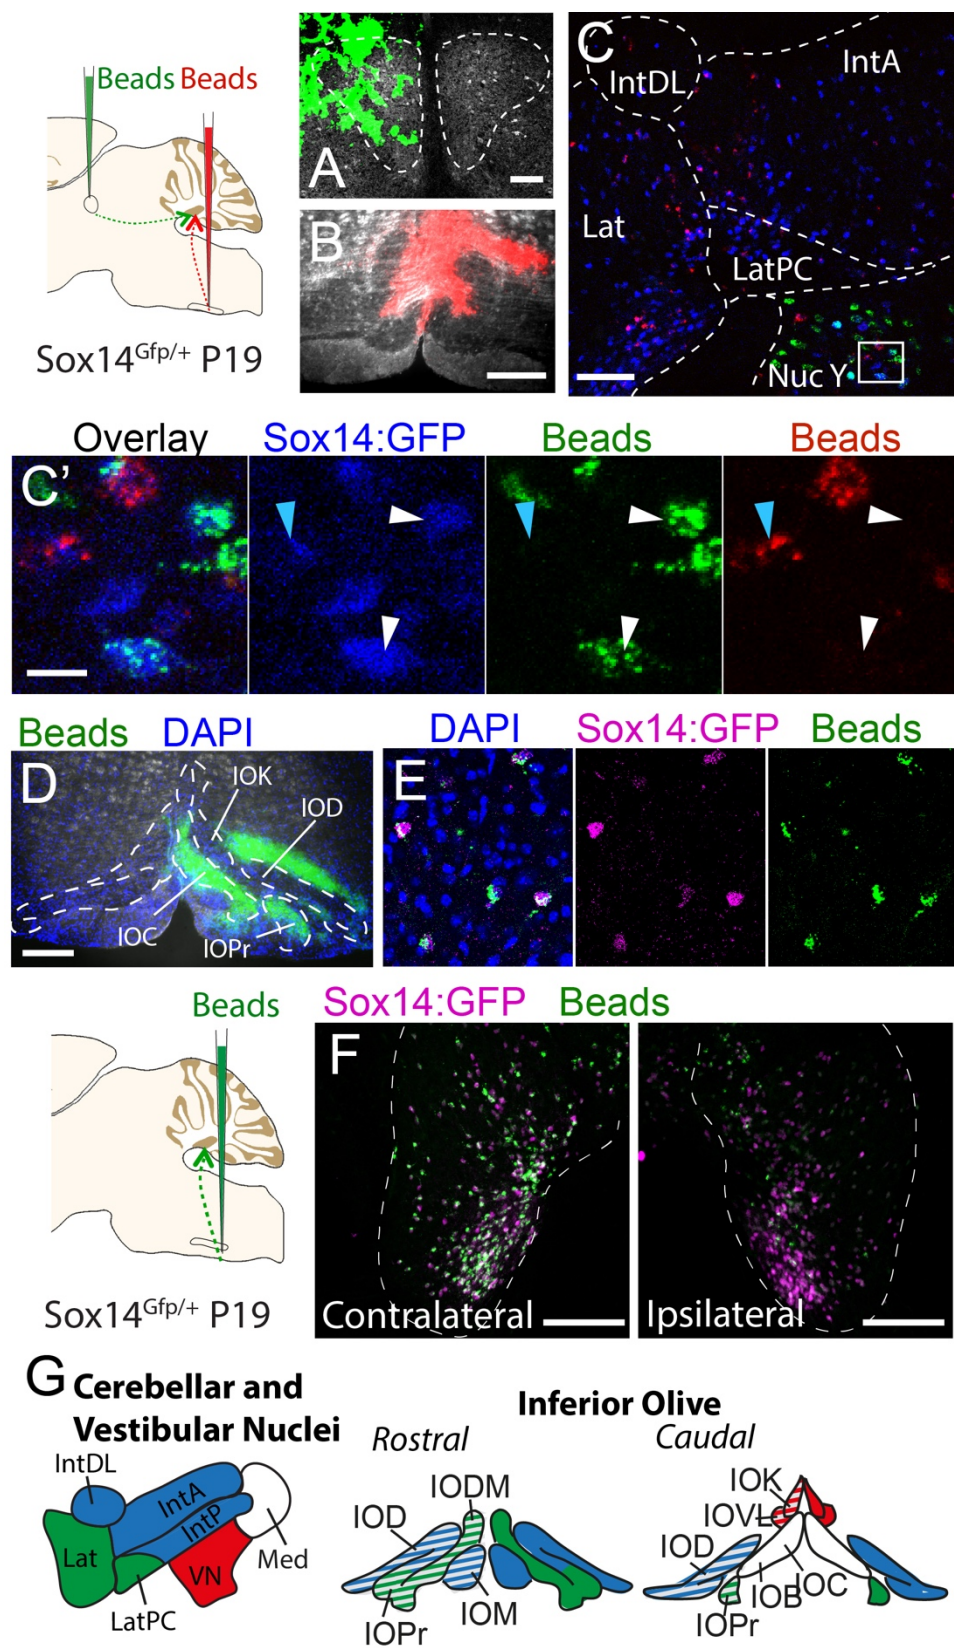 Beads Beads
Sox14Gfp/+ P19
A
B
C
IntDL
IntA
Lat
LatPC
Nuc Y
Overlay Sox14:GFP Beads Beads
C’
Beads DAPI
D
IOK
IOD
IOC
IOPr
DAPI Sox14:GFP Beads
E
Beads
Sox14Gfp/+ P19
Sox14:GFP Beads
F
Contralateral
Ipsilateral
G Cerebellar and
Vestibular Nuclei
IntDL
IntA
IntP
Lat
VN
Med
LatPC
Inferior Olive
Rostral
IODM
IOD
IOM
IOPr
Caudal
IOK
IOVL
IOD
IOC
IOB
IOPr